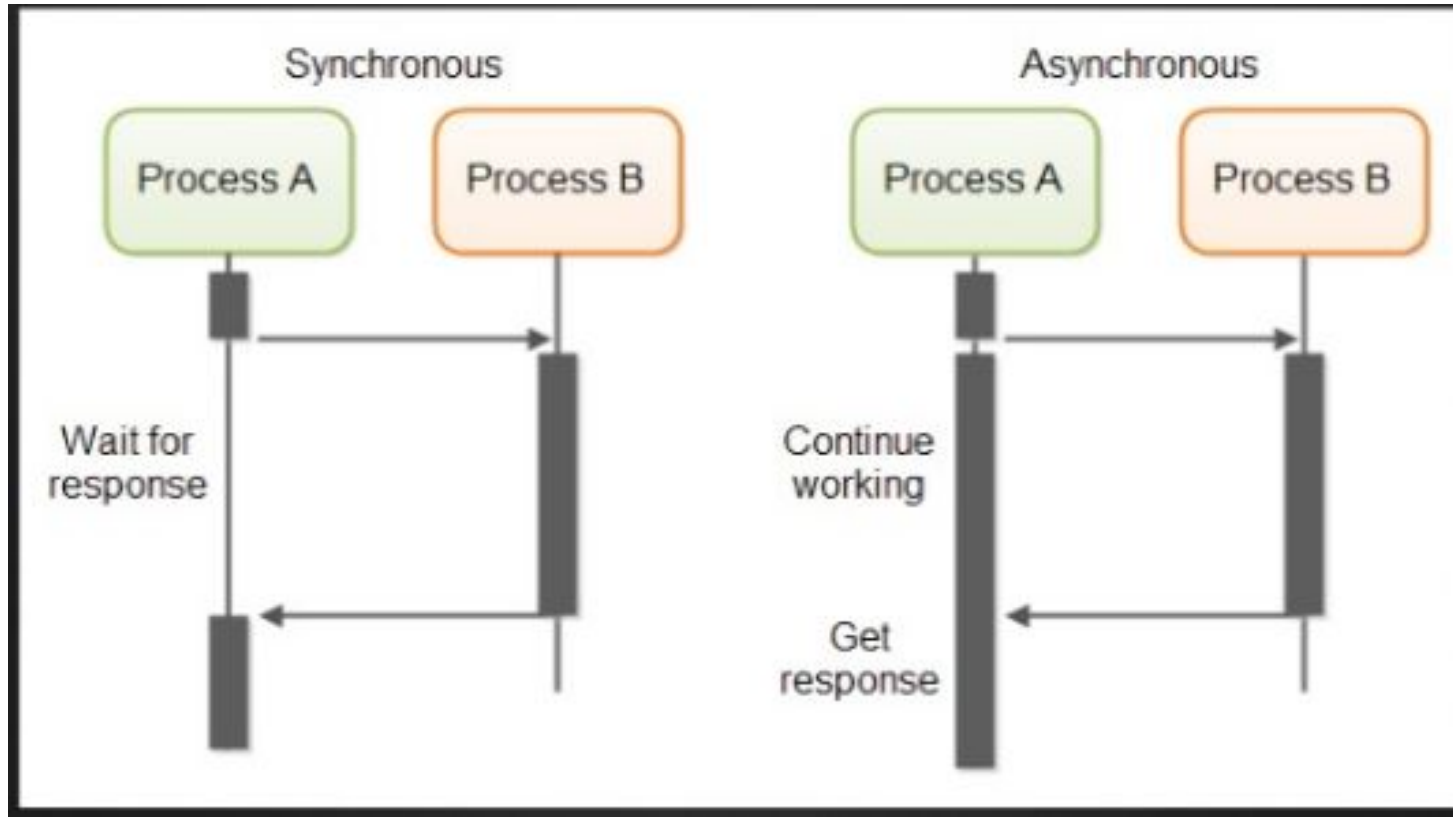 Synchronous
Process A
Process B
Wait for
response
Asynchronous
Process A
Process B
Continue
working
Get
response